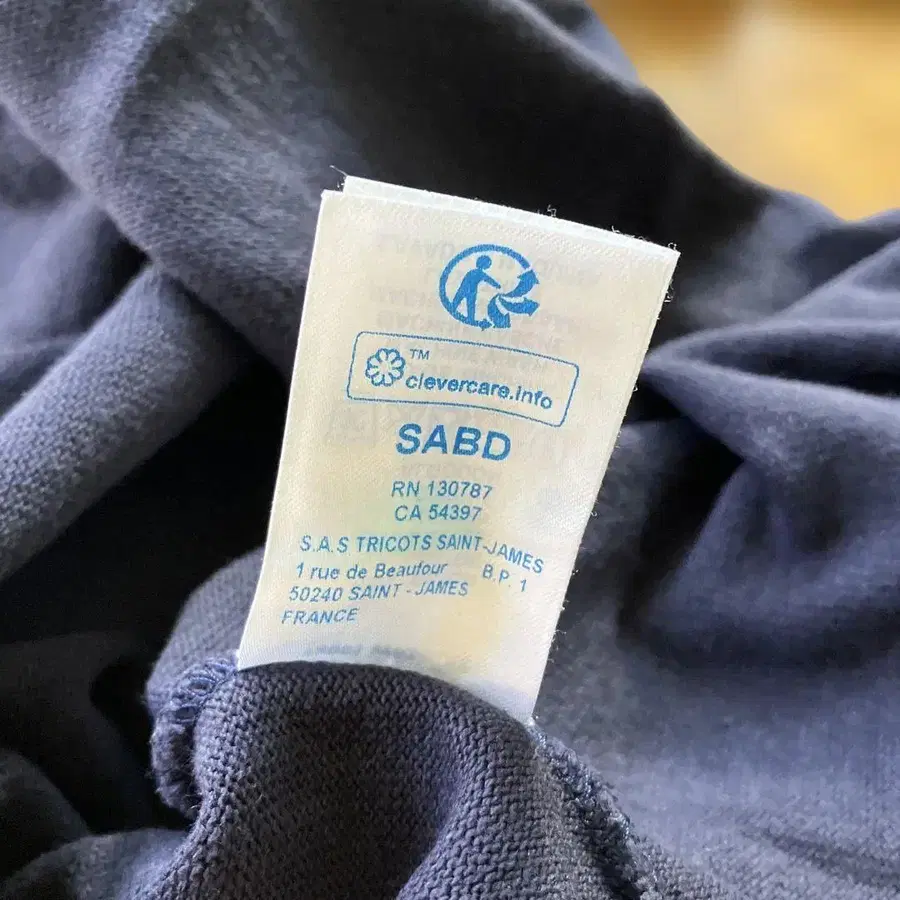 TM
clevercare.info
SABD
RN 130787
CA 54397
S.A.S TRICOTS SAINT-JAMES
1 rue de Beaufour B.P. 1
50240 SAINT - JAMES
FRANCE